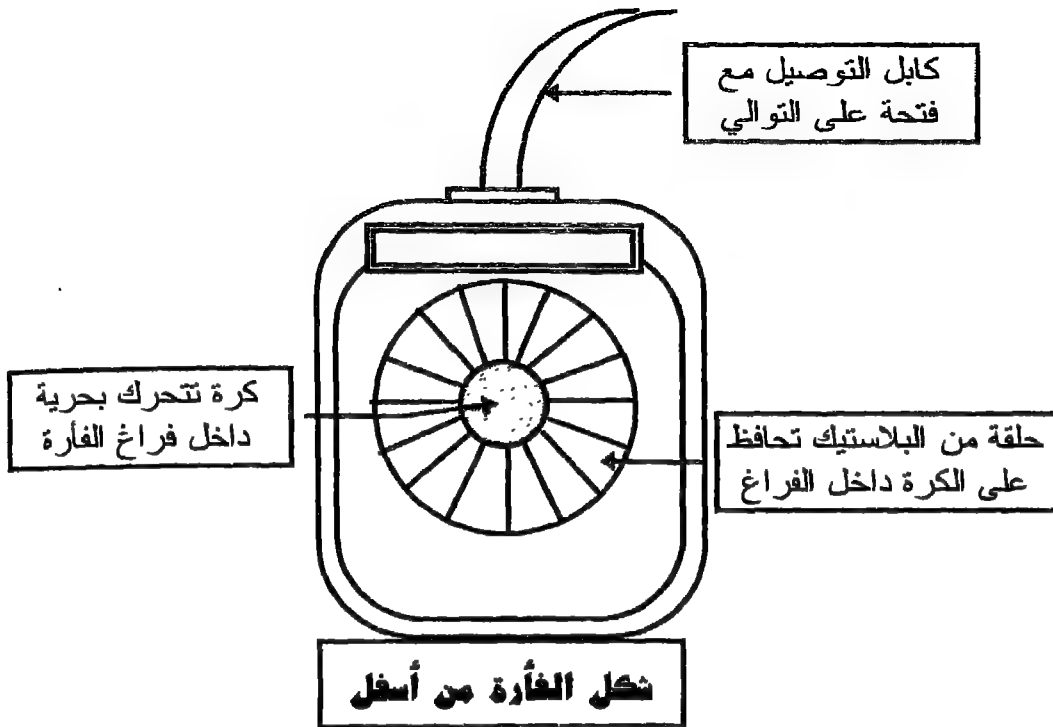 كابل التوصيل مع
فتحة على التوالي
كرة تتحرك بحرية
داخل فراغ الفأرة
حلقة من البلاستيك تحافظ
على الكرة داخل الفراغ
شكل الفأرة من أسفل